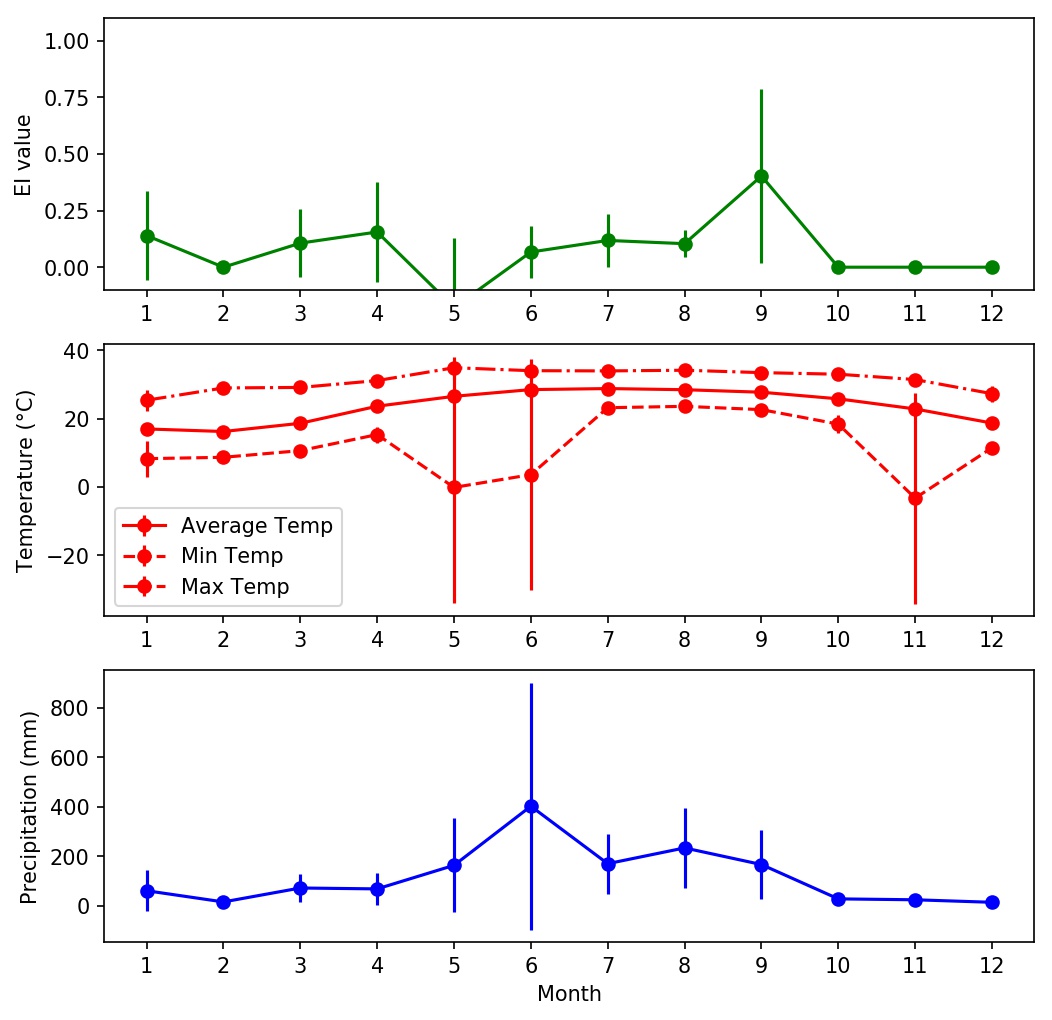 1.00
0.75
0.50
0.25
0.00
EI value
1 2 3 4 5 6 7 8 9 10 11 12
40
20
0
−20
Temperature (°C)
Average Temp
Min Temp
Max Temp
1 2 3 4 5 6 7 8 9 10 11 12
800
600
400
200
0
Precipitation (mm)
1 2 3 4 5 6 7 8 9 10 11 12
Month